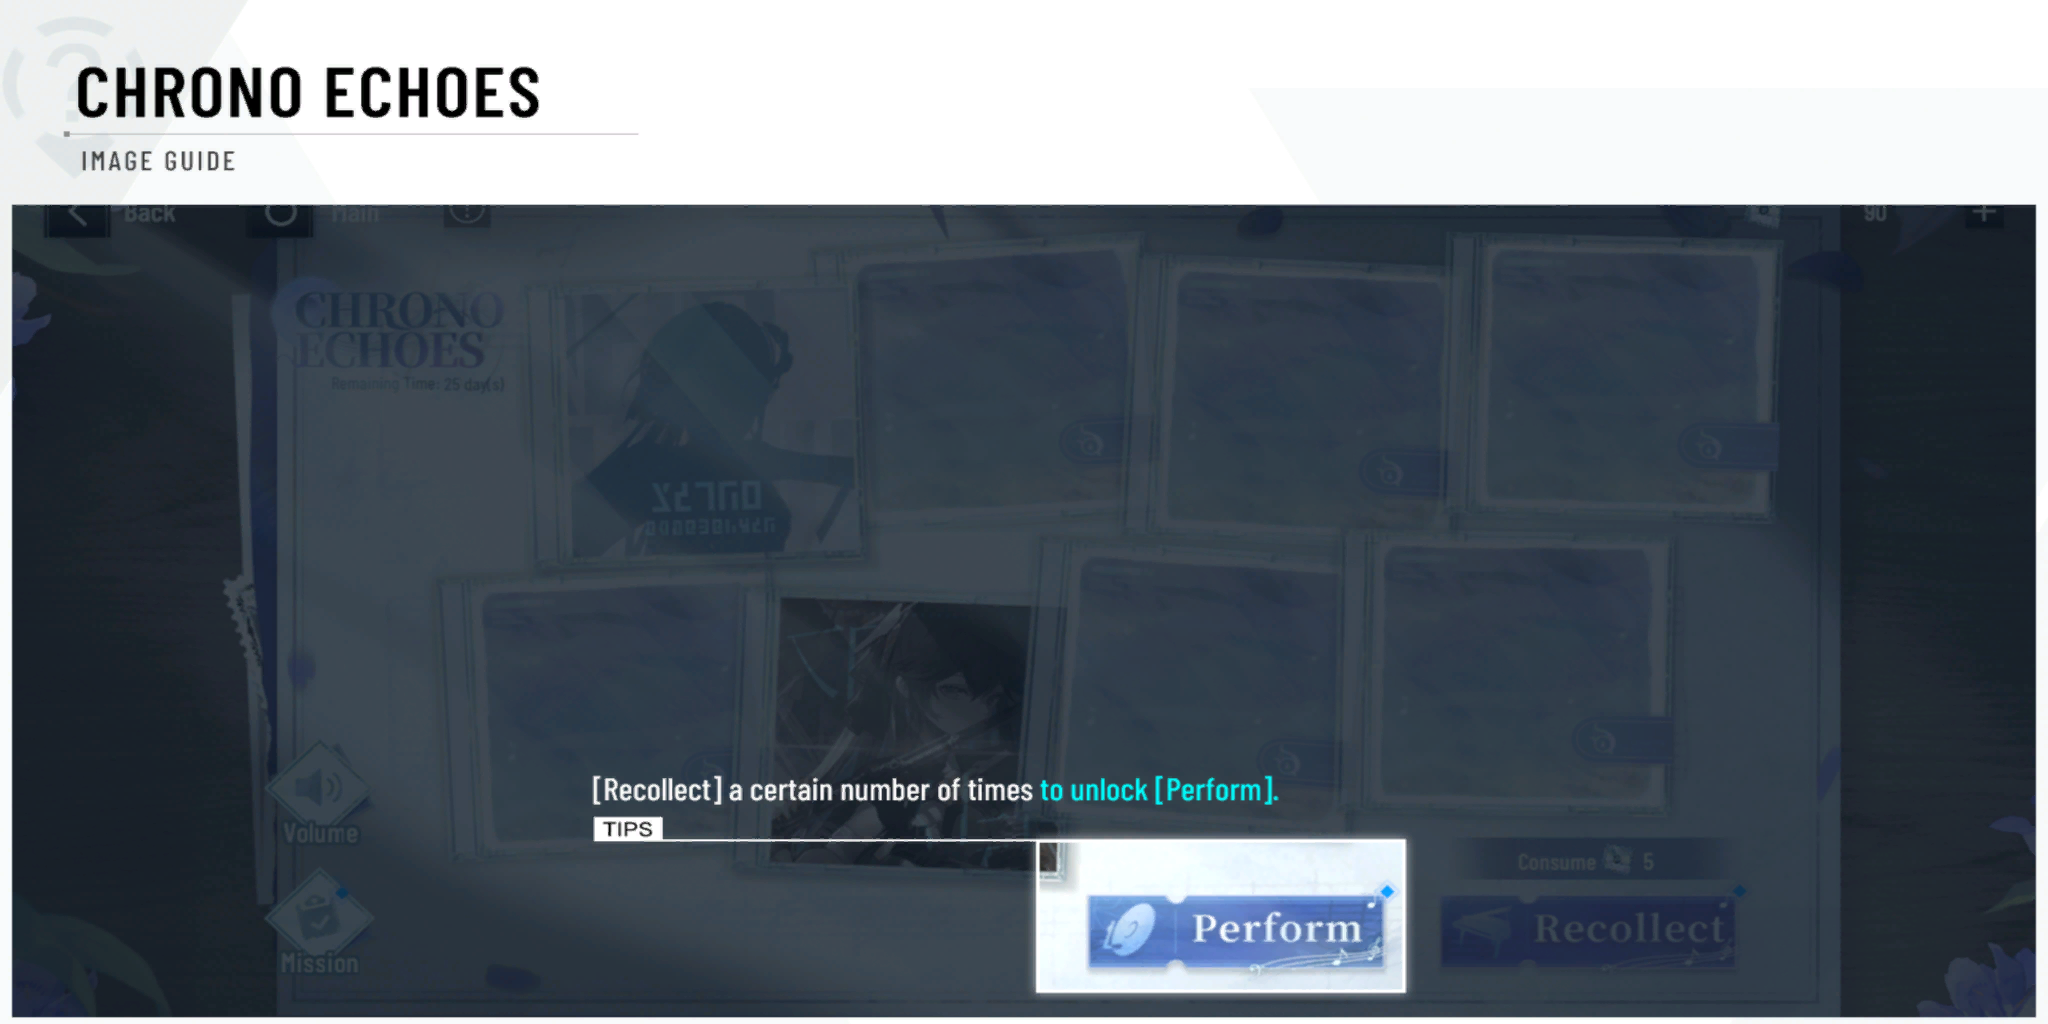 CHRONO ECHOES
IMAGE GUIDE
Back
Main
90
CHRONO
ECHOES
Remaining Time: 25 day(s)
[Recollect] a certain number of times to unlock [Perform].
TIPS
Volume
Consume 5
Perform
Recollect
Mission